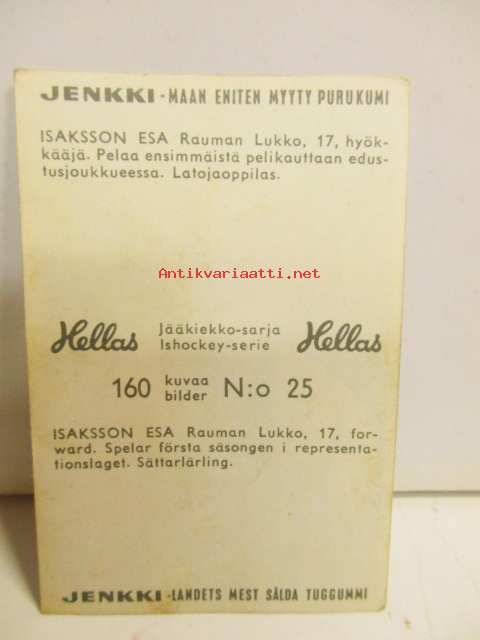 JENKKI - MAAN ENITEN MYYTY PURUKUMI
ISAKSSON ESA Rauman Lukko, 17, hyök-
kääjä. Pelaa ensimmäistä pelikauttaan edus-
tusjoukkueessa. Latojaoppilas.
Antikvariaatti.net
Hellas Jääkiekko-sarja Ishockey-serie Hellas
160 kuvaa bilder N:o 25
ISAKSSON ESA Rauman Lukko, 17, for-
ward. Spelar första säsongen i representa-
tionslaget. Sättarlärling.
JENKKI - LANDETS MEST SÅLDA TUGGUMMI